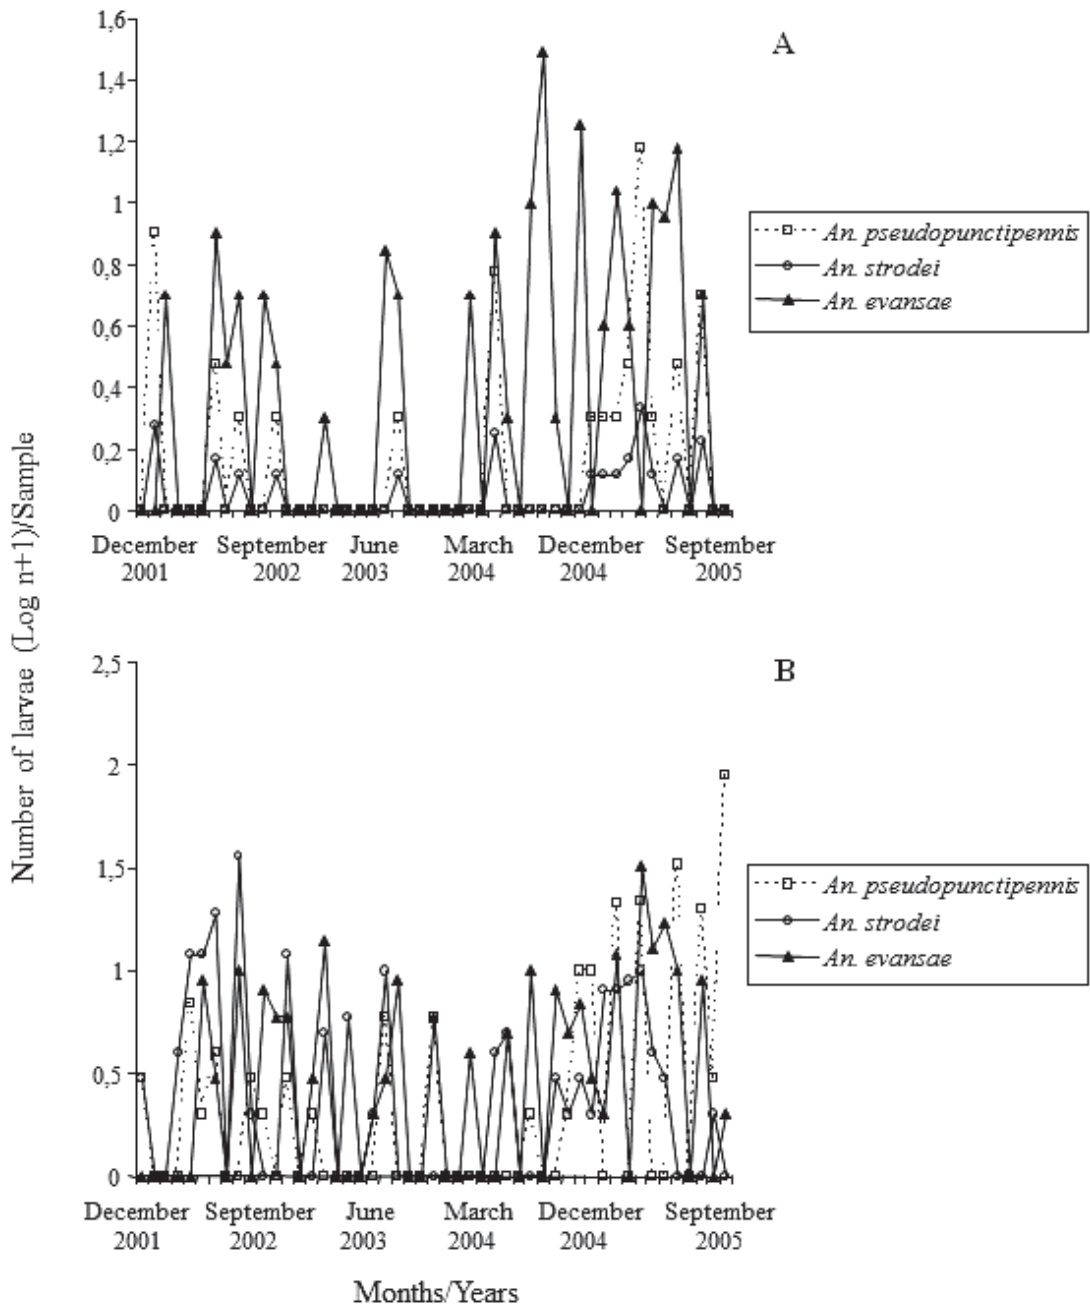 Number of larvae (Log n+1)/Sample
A
1,6
1,4
1,2
1
0,8
0,6
0,4
0,2
0
December 2001
September 2002
June 2003
March 2004
December 2004
September 2005
An. pseudopunctipennis
An. strodei
An. evansae
B
2,5
2
1,5
1
0,5
0
December 2001
September 2002
June 2003
March 2004
December 2004
September 2005
An. pseudopunctipennis
An. strodei
An. evansae
Months/Years